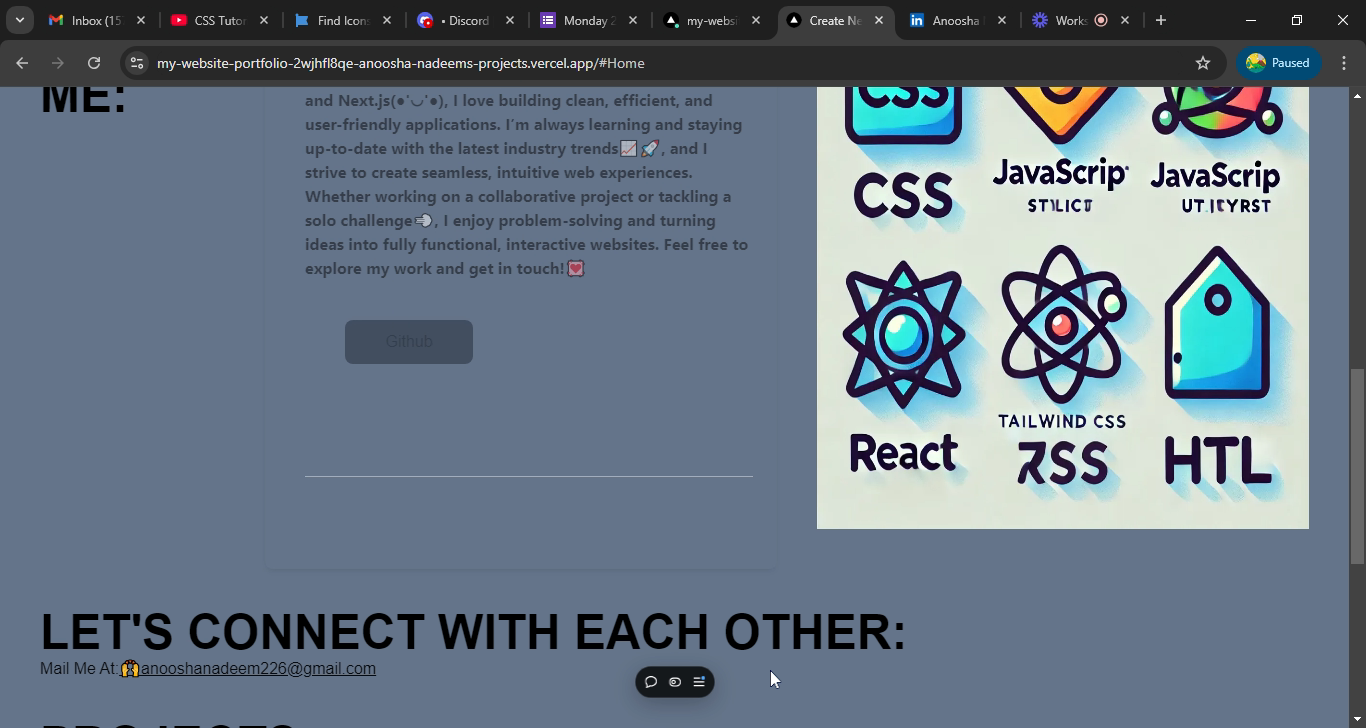 Inbox (15
CSS Tutor
Find Icons
• Discord
Monday 2
my-websi
Create Ne
Anoosha
Works
my-website-portfolio-2wjhfl8qe-anoosha-nadeems-projects.vercel.app/#Home
Paused
ME:
and Next.js(●'◡'●), I love building clean, efficient, and
user-friendly applications. I'm always learning and staying
up-to-date with the latest industry trends📈🚀, and I
strive to create seamless, intuitive web experiences.
Whether working on a collaborative project or tackling a
solo challenge💨, I enjoy problem-solving and turning
ideas into fully functional, interactive websites. Feel free to
explore my work and get in touch!💟
Github
CSS
CSS
JavaScrip
JavaScrip
React
TAILWIND CSS
HTL
LET'S CONNECT WITH EACH OTHER:
Mail Me At:anooshanadeem226@gmail.com
PROJECTS